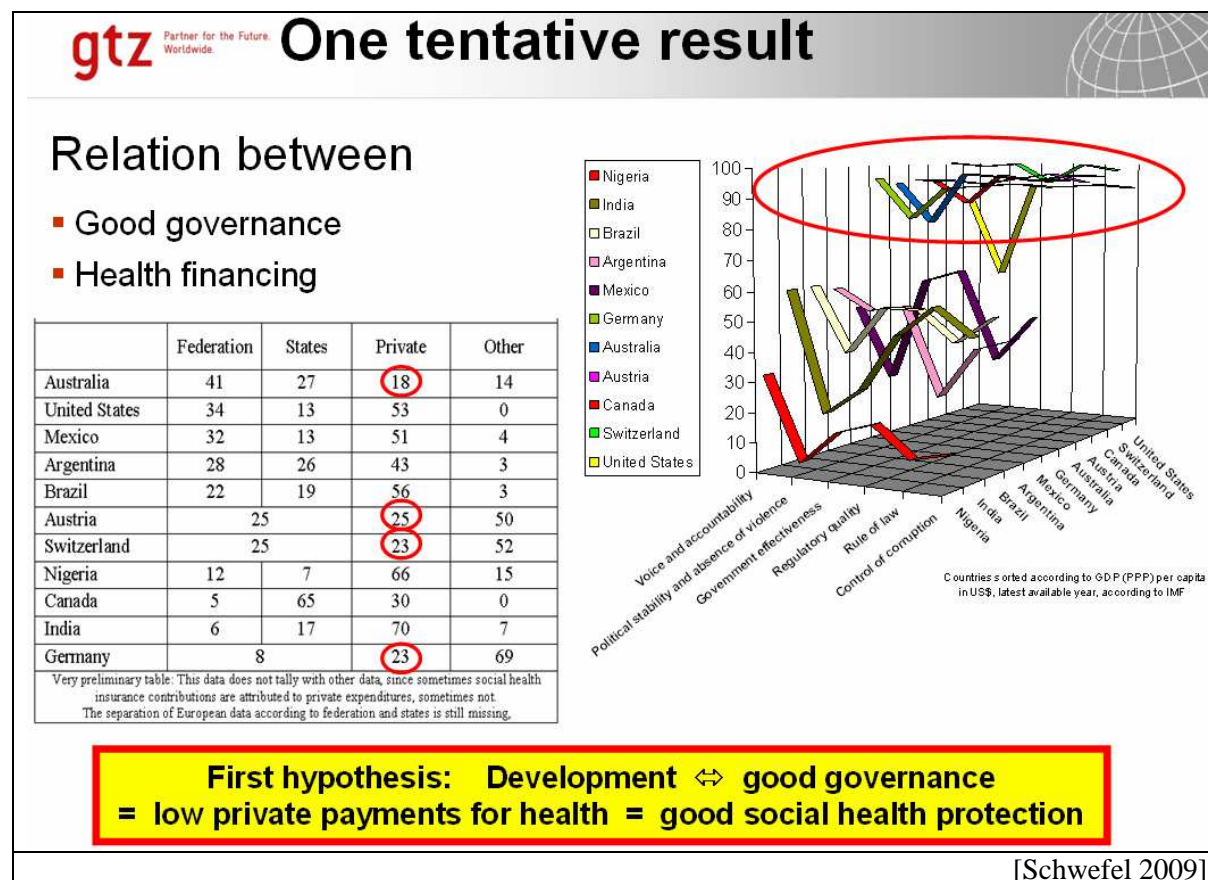 gtz Partner for the Future.
Worldwide.
One tentative result
Relation between
▪ Good governance
▪ Health financing
Federation States Private Other
Australia 41 27 18 14
United States 34 13 53 0
Mexico 32 13 51 4
Argentina 28 26 43 3
Brazil 22 19 56 3
Austria 25 25 50
Switzerland 25 23 52
Nigeria 12 7 66 15
Canada 5 65 30 0
India 6 17 70 7
Germany 8 23 69
Very preliminary table: This data does not tally with other data, since sometimes social health
insurance contributions are attributed to private expenditures, sometimes not.
The separation of European data according to federation and states is still missing,
Nigeria
India
Brazil
Argentina
Mexico
Germany
Australia
Austria
Canada
Switzerland
United States
100
90
80
70
60
50
40
30
20
10
0
Voice and accountability
Political stability and absence of violence
Government effectiveness
Regulatory quality
Rule of law
Control of corruption
Nigeria
India
Brazil
Argentina
Mexico
Germany
Australia
Austria
Canada
Switzerland
United States
Countries sorted according to GDP (PPP) per capita
in US$, latest available year, according to IMF
First hypothesis: Development ⇔ good governance
= low private payments for health = good social health protection
[Schwefel 2009]